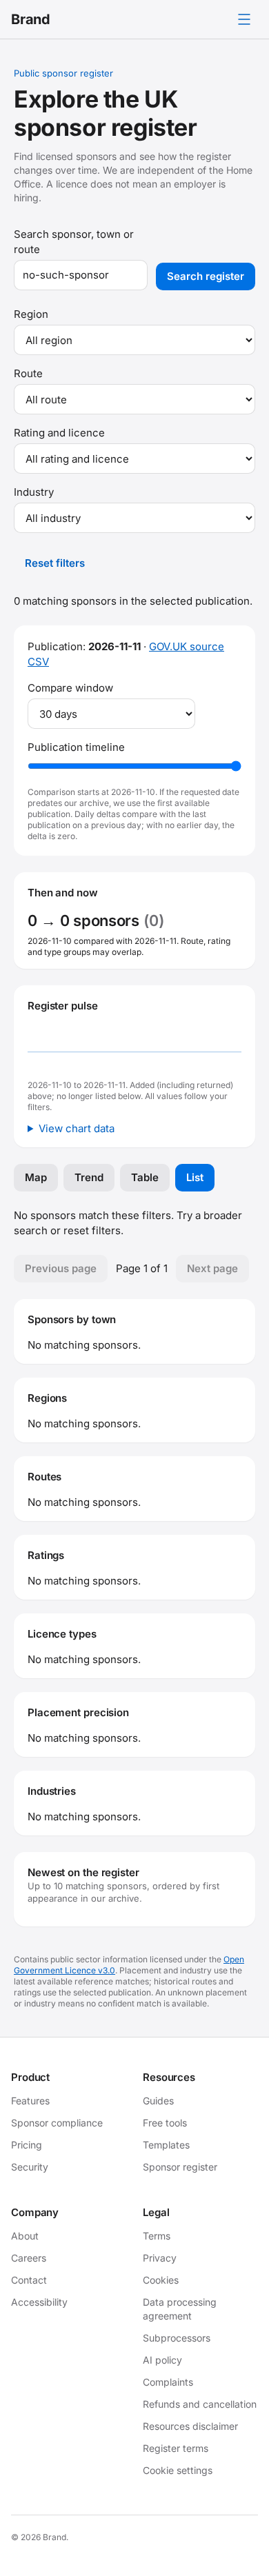 Brand
Public sponsor register
Explore the UK
sponsor register
Find licensed sponsors and see how the register
changes over time. We are independent of the Home
Office. A licence does not mean an employer is
hiring.
Search sponsor, town or
route
no-such-sponsor
Search register
Region
All region
Route
All route
Rating and licence
All rating and licence
Industry
All industry
Reset filters
0 matching sponsors in the selected publication.
Publication: 2026-11-11 · GOV.UK source
CSV
Compare window
30 days
Publication timeline
Comparison starts at 2026-11-10. If the requested date
predates our archive, we use the first available
publication. Daily deltas compare with the last
publication on a previous day; with no earlier day, the
delta is zero.
Then and now
0 → 0 sponsors (0)
2026-11-10 compared with 2026-11-11. Route, rating
and type groups may overlap.
Register pulse
2026-11-10 to 2026-11-11. Added (including returned)
above; no longer listed below. All values follow your
filters.
View chart data
Map Trend Table List
No sponsors match these filters. Try a broader
search or reset filters.
Previous page Page 1 of 1 Next page
Sponsors by town
No matching sponsors.
Regions
No matching sponsors.
Routes
No matching sponsors.
Ratings
No matching sponsors.
Licence types
No matching sponsors.
Placement precision
No matching sponsors.
Industries
No matching sponsors.
Newest on the register
Up to 10 matching sponsors, ordered by first
appearance in our archive.
Contains public sector information licensed under the Open
Government Licence v3.0. Placement and industry use the
latest available reference matches; historical routes and
ratings use the selected publication. An unknown placement
or industry means no confident match is available.
Product
Features
Sponsor compliance
Pricing
Security
Resources
Guides
Free tools
Templates
Sponsor register
Company
About
Careers
Contact
Accessibility
Legal
Terms
Privacy
Cookies
Data processing
agreement
Subprocessors
AI policy
Complaints
Refunds and cancellation
Resources disclaimer
Register terms
Cookie settings
© 2026 Brand.